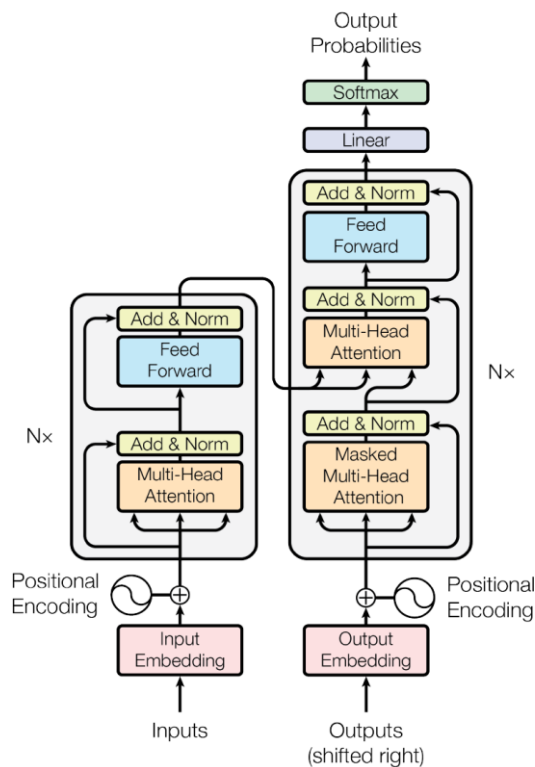 Output
Probabilities
Softmax
Linear
Add & Norm
Feed
Forward
Add & Norm
Multi-Head
Attention
Add & Norm
Masked
Multi-Head
Attention
Nx
Add & Norm
Feed
Forward
Add & Norm
Multi-Head
Attention
Nx
Positional
Encoding
Positional
Encoding
Input
Embedding
Output
Embedding
Inputs
Outputs
(shifted right)